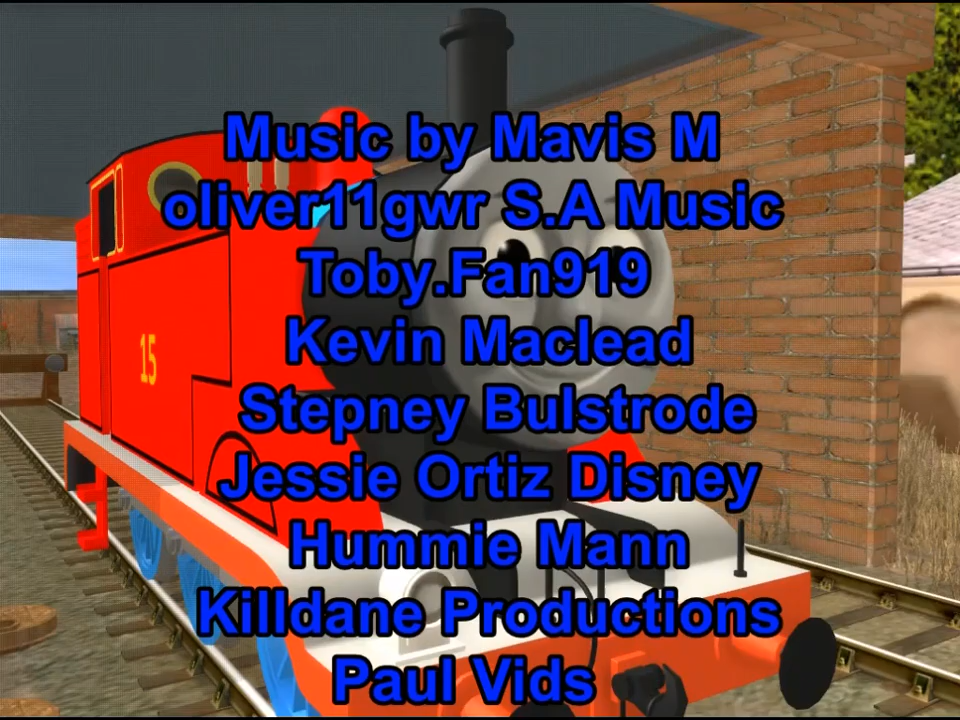 Music by Mavis M
oliver11gwr S.A Music
Toby.Fan919
Kevin Maclead
Stepney Bulstrode
Jessie Ortiz Disney
Hummie Mann
Killdane Productions
Paul Vids
15